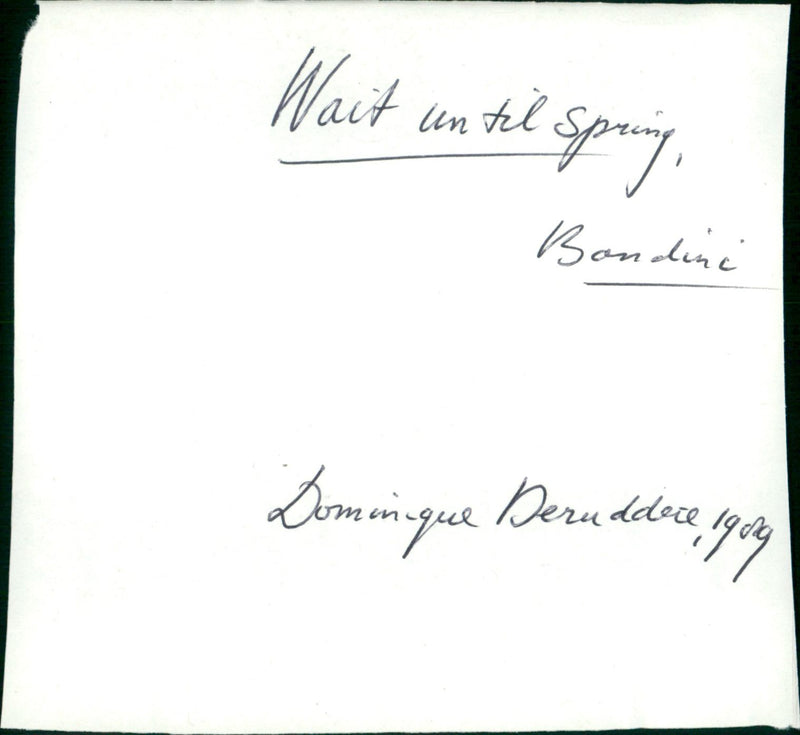 Wait until spring,
Bandini
Dominique Deruddere, 1989